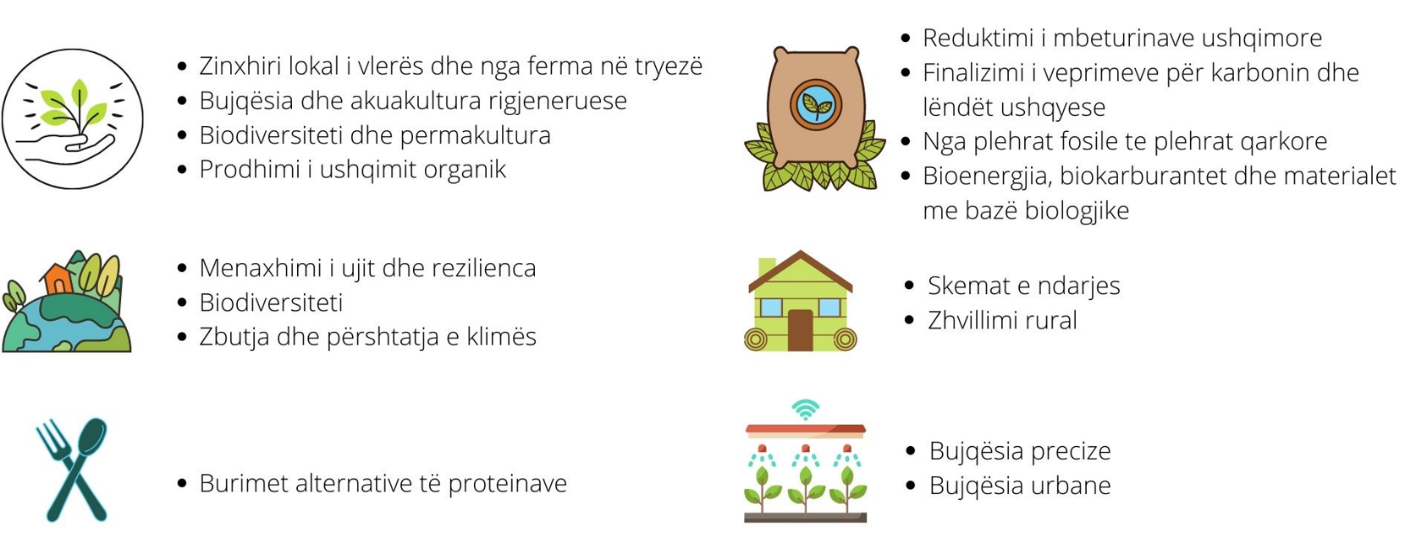 • Zinxhiri lokal i vlerës dhe nga ferma në tryezë
• Bujqësia dhe akuakultura rigjeneruese
• Biodiversiteti dhe permakultura
• Prodhimi i ushqimit organik
• Reduktimi i mbeturinave ushqimore
• Finalizimi i veprimeve për karbonin dhe
lëndët ushqyese
• Nga plehrat fosile te plehrat qarkore
• Bioenergjia, biokarburantet dhe materialet
me bazë biologjike
• Menaxhimi i ujit dhe rezilienca
• Biodiversiteti
• Zbutja dhe përshtatja e klimës
• Skemat e ndarjes
• Zhvillimi rural
• Burimet alternative të proteinave
• Bujqësia precize
• Bujqësia urbane